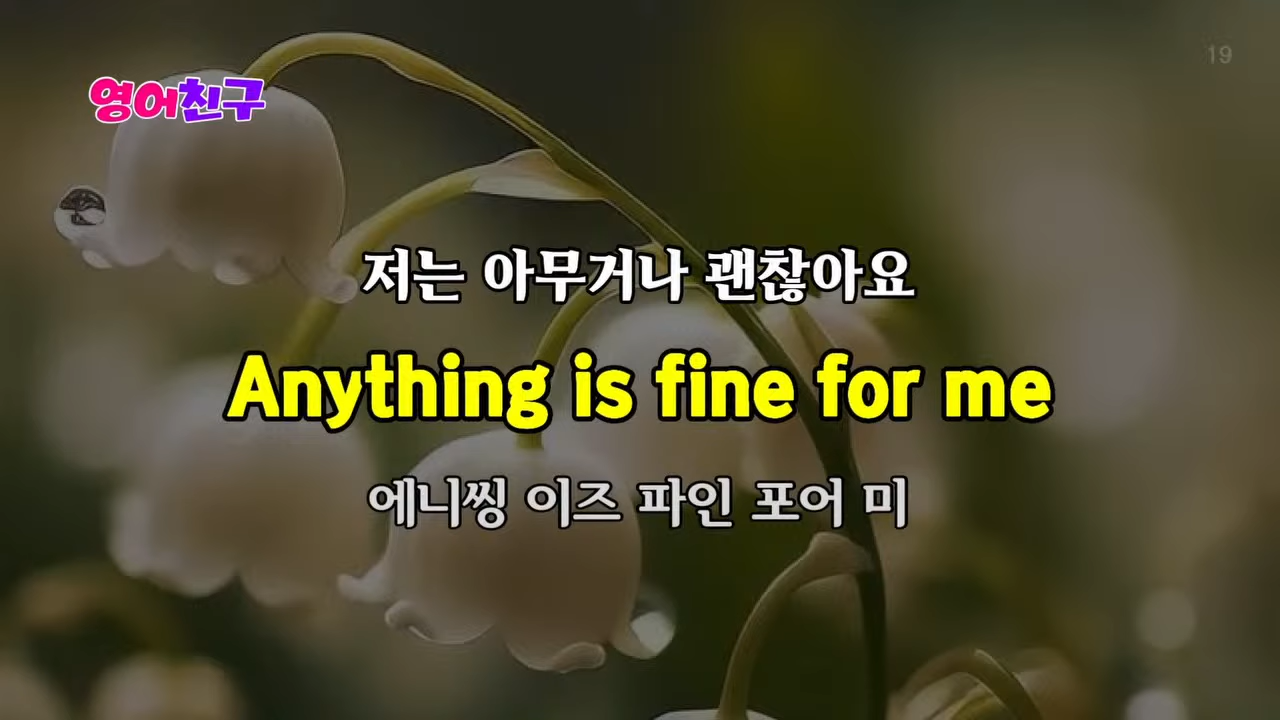 영어친구
19
저는 아무거나 괜찮아요
Anything is fine for me
에니씽 이즈 파인 포어 미